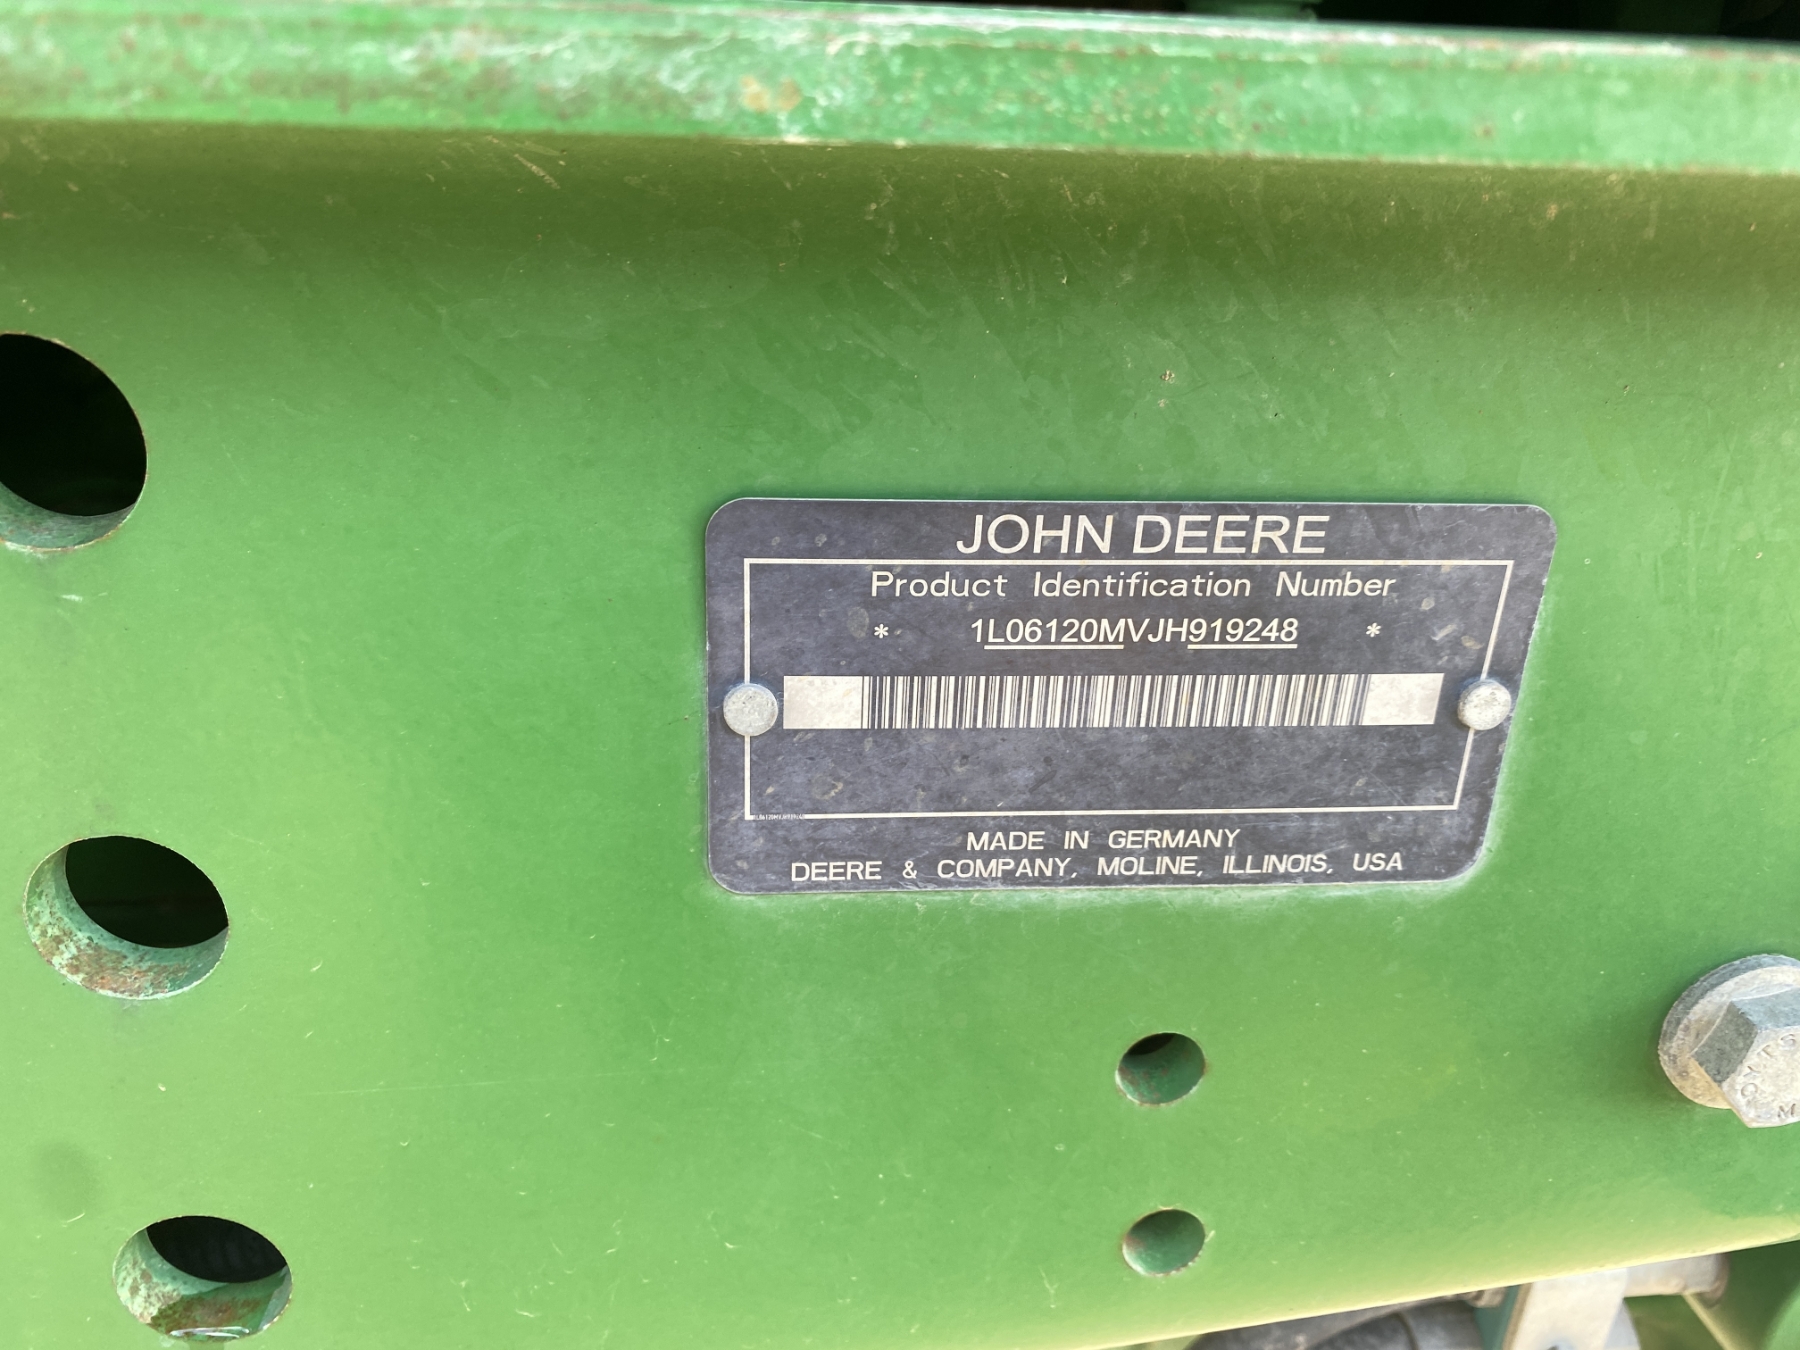 JOHN DEERE
Product Identification Number
* 1L06120MVJH919248 *
MADE IN GERMANY
DEERE & COMPANY, MOLINE, ILLINOIS, USA